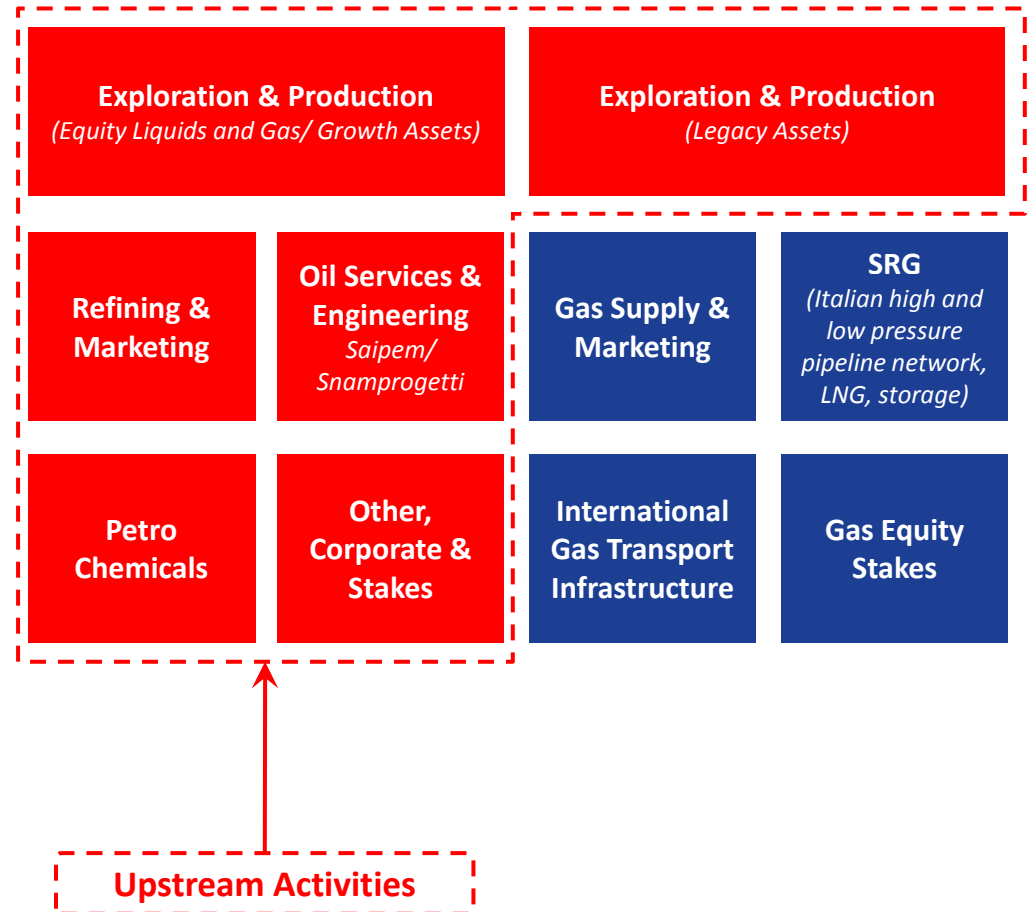 Exploration & Production
(Equity Liquids and Gas/ Growth Assets)
Exploration & Production
(Legacy Assets)
Refining &
Marketing
Oil Services &
Engineering
Saipem/
Snamprogetti
Gas Supply &
Marketing
SRG
(Italian high and
low pressure
pipeline network,
LNG, storage)
Petro
Chemicals
Other,
Corporate &
Stakes
International
Gas Transport
Infrastructure
Gas Equity
Stakes
Upstream Activities